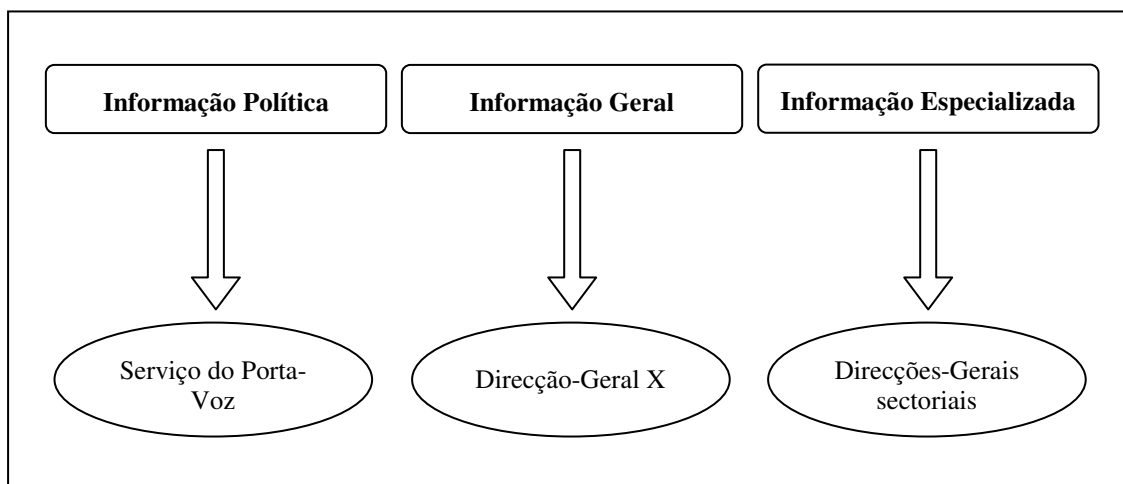 Informação Política
Informação Geral
Informação Especializada
Serviço do Porta-
Voz
Direcção-Geral X
Direcções-Gerais
sectoriais